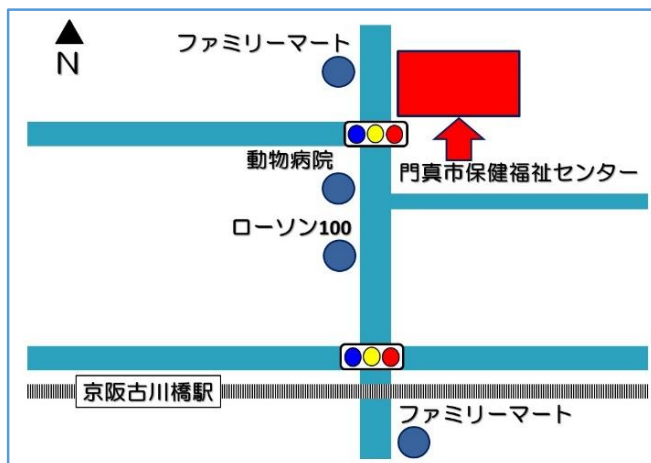 ファミリーマート
N
動物病院
門真市保健福祉センター
ローソン100
京阪古川橋駅
ファミリーマート